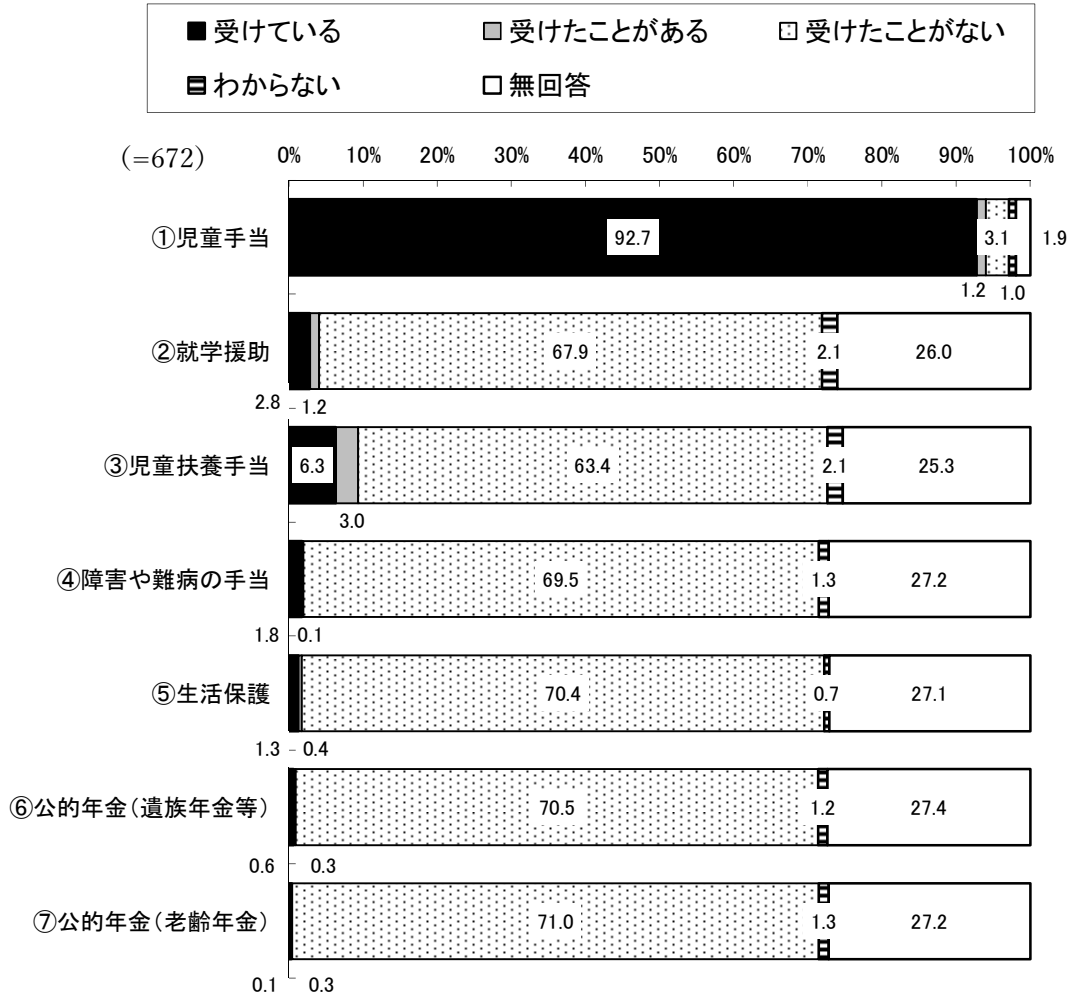 ■受けている ■受けたことがある □受けたことがない
■わからない □無回答
(=672) 0% 10% 20% 30% 40% 50% 60% 70% 80% 90% 100%
①児童手当 92.7 3.1 1.9
1.2 1.0
②就学援助 67.9 2.1 26.0
2.8 1.2
③児童扶養手当 6.3 63.4 2.1 25.3
3.0
④障害や難病の手当 69.5 1.3 27.2
1.8 0.1
⑤生活保護 70.4 0.7 27.1
1.3 0.4
⑥公的年金(遺族年金等) 70.5 1.2 27.4
0.6 0.3
⑦公的年金(老齢年金) 71.0 1.3 27.2
0.1 0.3